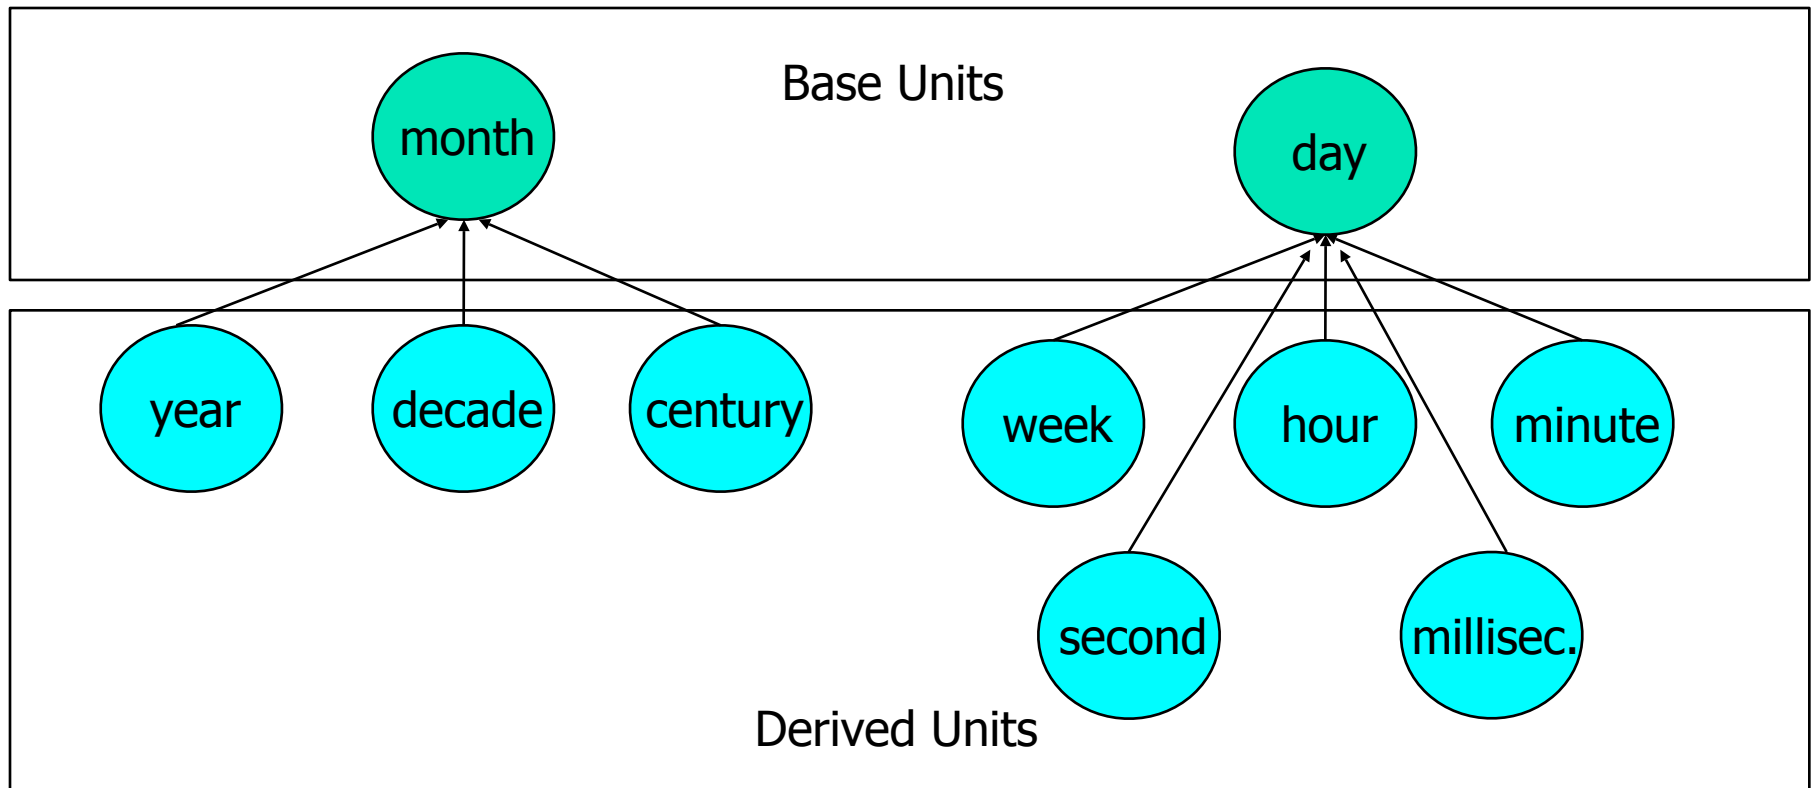 Base Units
month
day
year
decade
century
week
hour
minute
second
millisec.
Derived Units